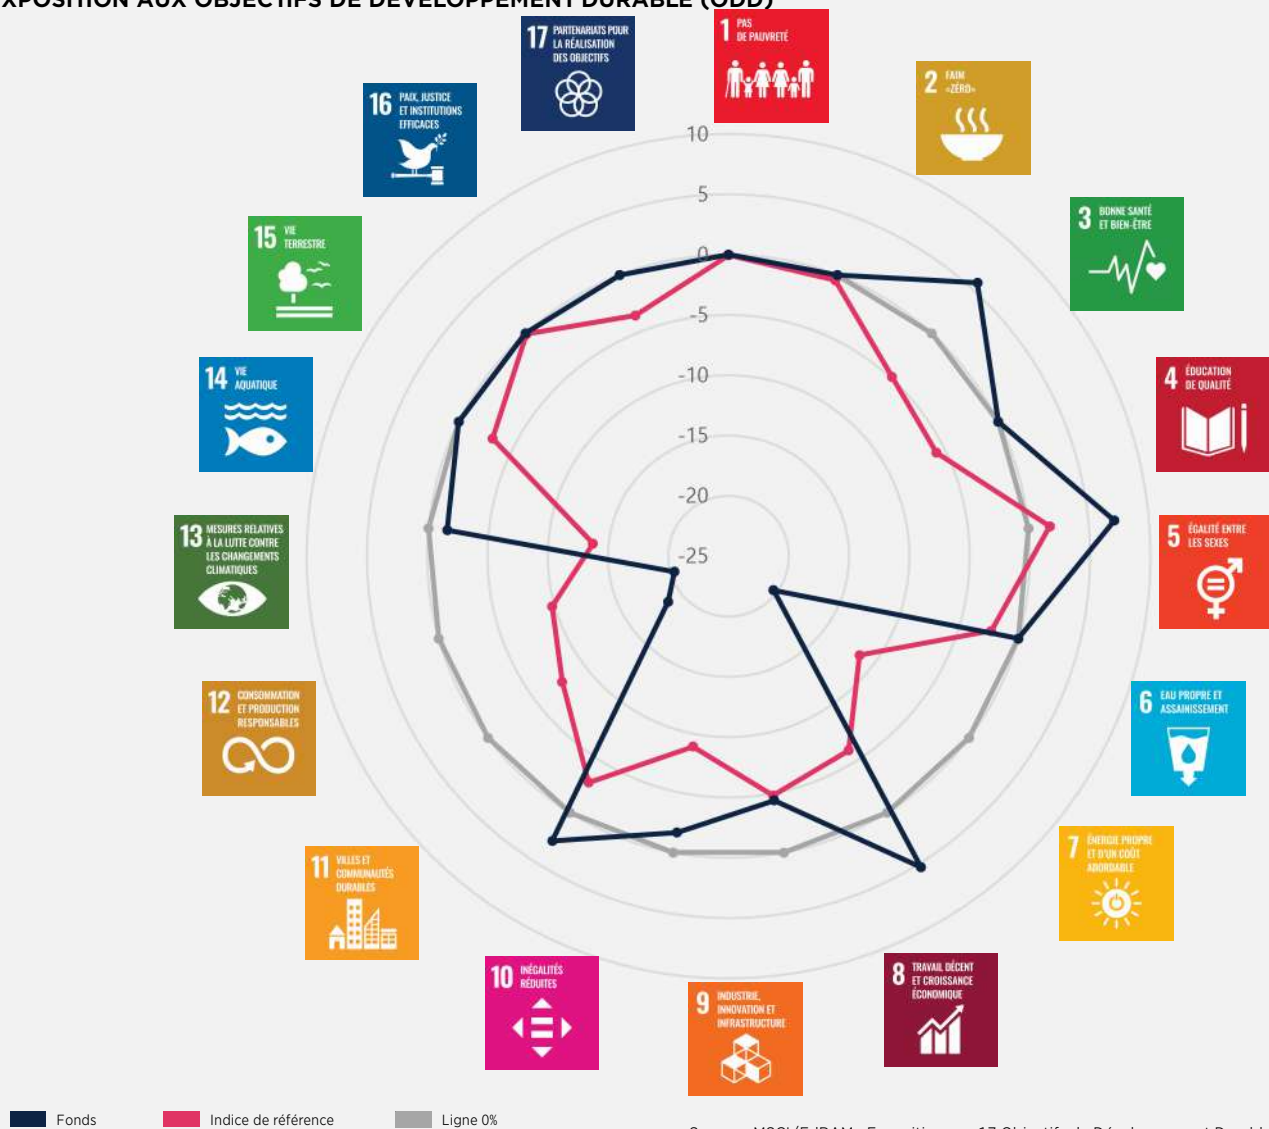 XPOSITION AUX OBJECTIFS DE DÉVELOPPEMENT DURABLE (ODD)
17 PARTENARIATS POUR
LA RÉALISATION
DES OBJECTIFS
1 PAS
DE PAUVRETÉ
2 FAIM
«ZÉRO»
16 PAIX, JUSTICE
ET INSTITUTIONS
EFFICACES
3 BONNE SANTÉ
ET BIEN-ÊTRE
15 VIE
TERRESTRE
4 ÉDUCATION
DE QUALITÉ
14 VIE
AQUATIQUE
5 ÉGALITÉ ENTRE
LES SEXES
13 MESURES RELATIVES
À LA LUTTE CONTRE
LES CHANGEMENTS
CLIMATIQUES
6 EAU PROPRE ET
ASSAINISSEMENT
12 CONSOMMATION
ET PRODUCTION
RESPONSABLES
7 ÉNERGIE PROPRE
ET D'UN COÛT
ABORDABLE
11 VILLES ET
COMMUNAUTÉS
DURABLES
8 TRAVAIL DÉCENT
ET CROISSANCE
ÉCONOMIQUE
10 INÉGALITÉS
RÉDUITES
9 INDUSTRIE,
INNOVATION ET
INFRASTRUCTURE
10
5
0
-5
-10
-15
-20
-25
Fonds
Indice de référence
Ligne 0%